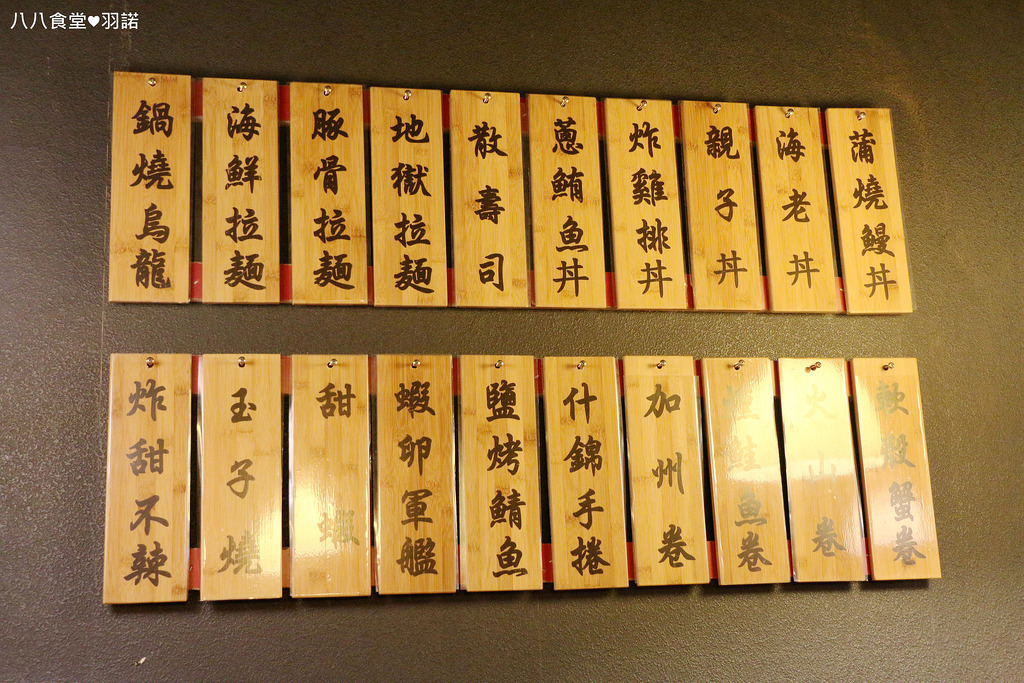 八八食堂♥羽諾
鍋燒烏龍
海鮮拉麵
豚骨拉麵
地獄拉麵
散壽司
蔥鮪魚丼
炸雞排丼
親子丼
海老丼
蒲燒鰻丼
炸甜不辣
玉子燒
甜蝦
蝦卵軍艦
鹽烤鯖魚
什錦手捲
加州卷
鮭魚卷
火山卷
軟殼蟹卷